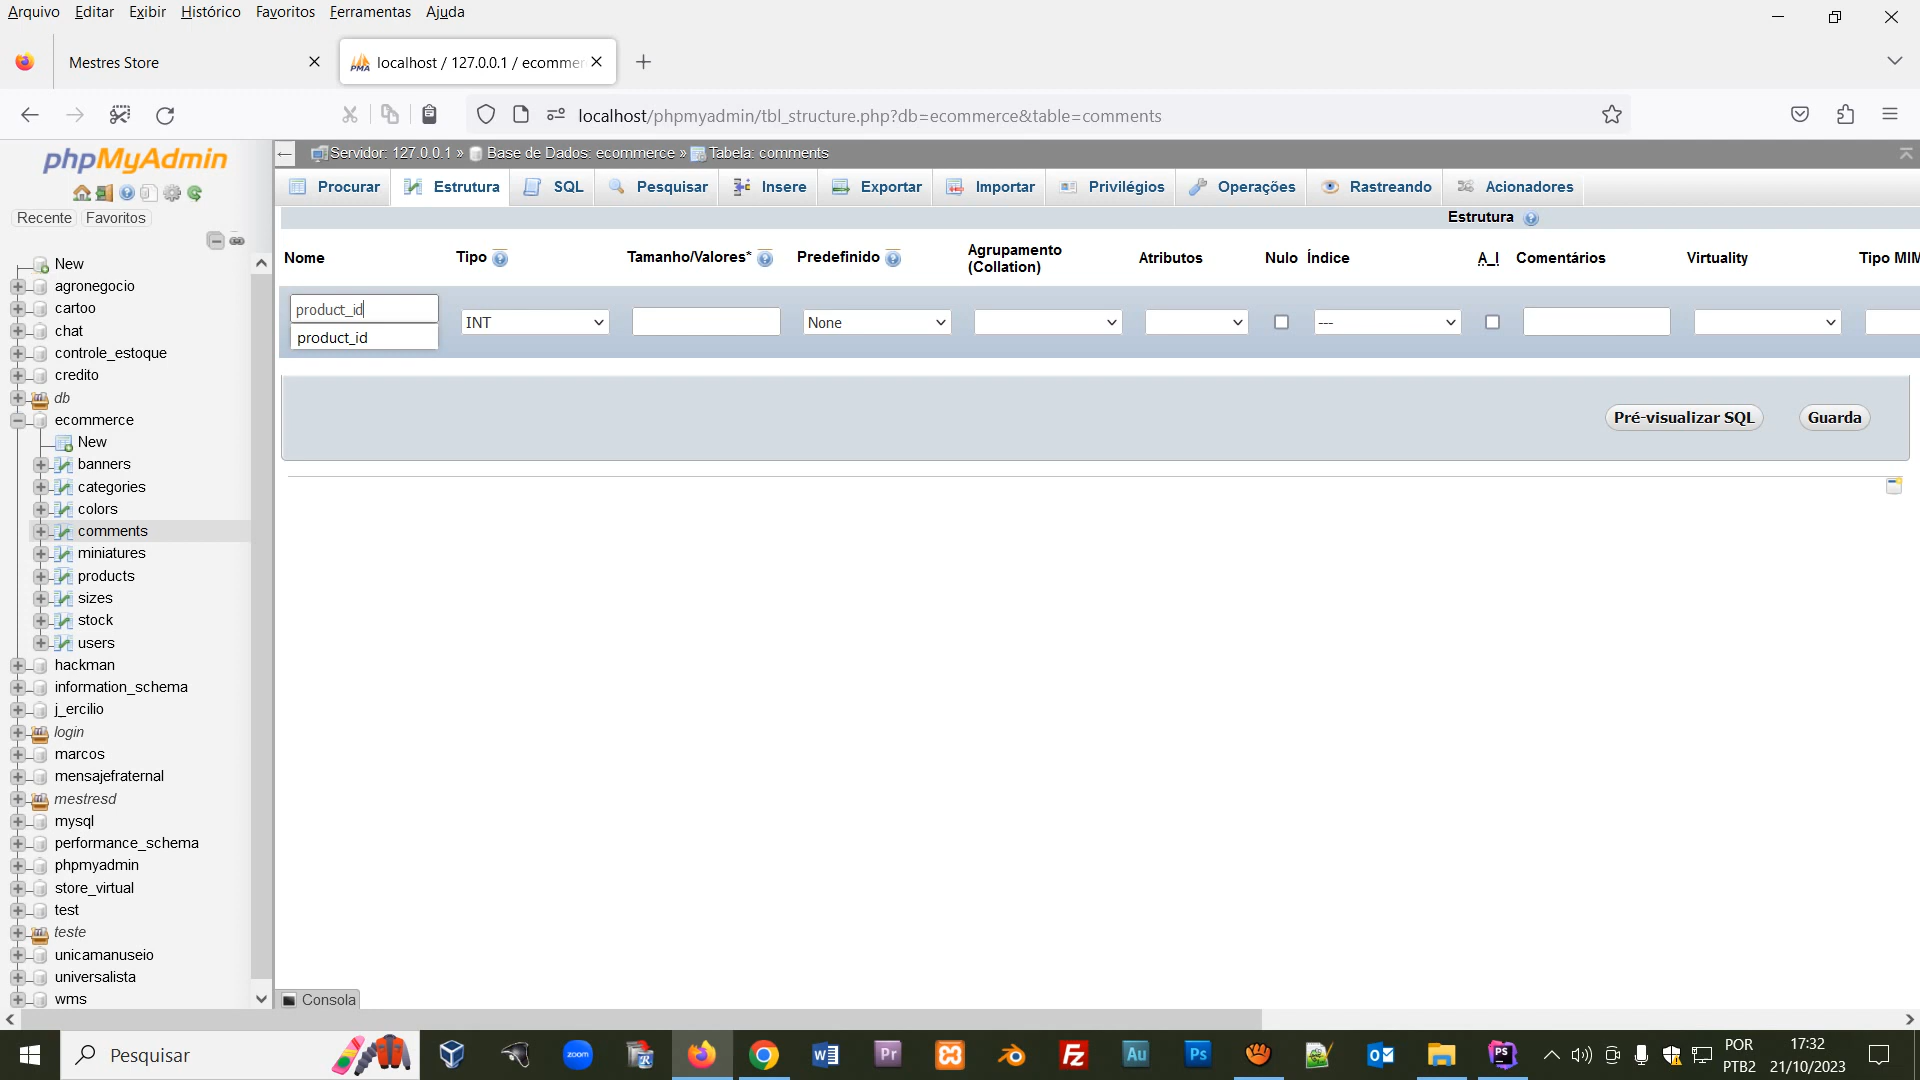 Arquivo Editar Exibir Histórico Favoritos Ferramentas Ajuda
Mestres Store
localhost / 127.0.0.1 / ecommer
localhost/phpmyadmin/tbl_structure.php?db=ecommerce&table=comments
phpMyAdmin
Recente Favoritos
New
agronegocio
cartoo
chat
controle_estoque
credito
db
ecommerce
New
banners
categories
colors
comments
miniatures
products
sizes
stock
users
hackman
information_schema
j_ercilio
login
marcos
mensajefraternal
mestresd
mysql
performance_schema
phpmyadmin
store_virtual
test
teste
unicamanuseio
universalista
wms
Servidor: 127.0.0.1 » Base de Dados: ecommerce » Tabela: comments
Procurar Estrutura SQL Pesquisar Insere Exportar Importar Privilégios Operações Rastreando Acionadores
Estrutura
Nome Tipo Tamanho/Valores* Predefinido Agrupamento (Collation) Atributos Nulo Índice A_I Comentários Virtuality Tipo MIM
product_id INT None ---
product_id
Pré-visualizar SQL Guarda
Consola
Pesquisar
zoom
Pr
Au
Ps
PS
POR
PTB2
17:32
21/10/2023